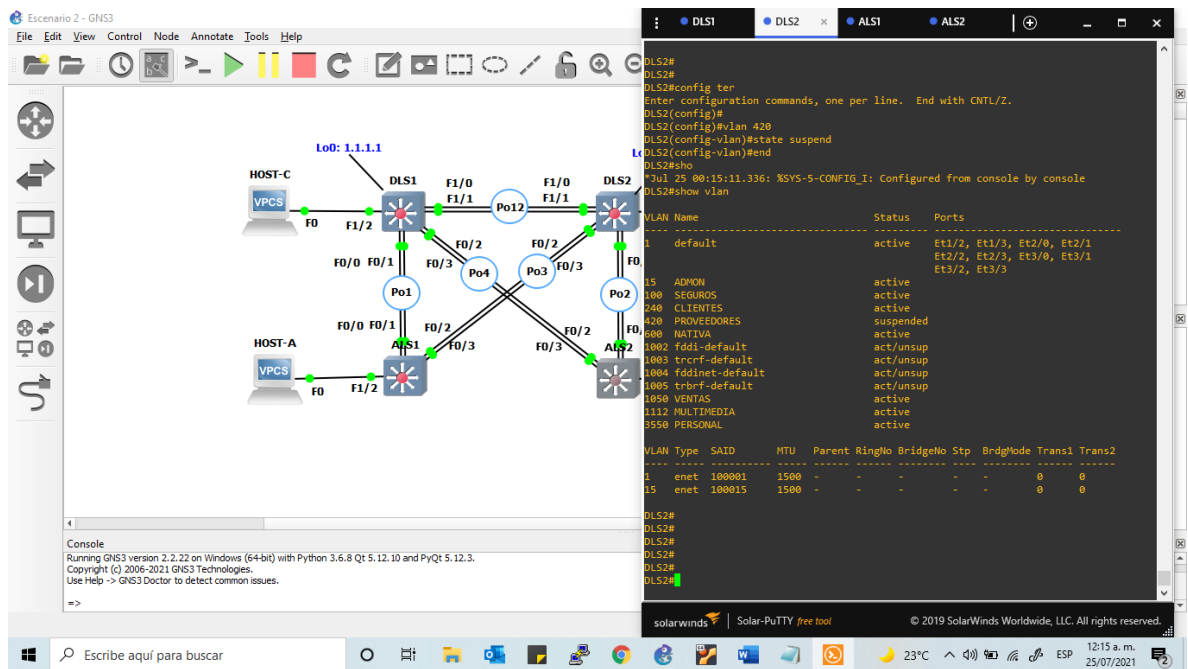 Escenario 2 - GNS3
File Edit View Control Node Annotate Tools Help
Lo0: 1.1.1.1
HOST-C
DLS1
F1/0
F1/0
DLS2
VPCS
F1/1
Po12
F1/1
F0
F1/2
F0/2
F0/2
F0/0 F0/1
F0/3
Po4
Po3
F0/3
Po1
Po2
F0/0 F0/1
F0/2
F0/2
HOST-A
ALS1
F0/3
F0/3
ALS2
VPCS
F0
F1/2
Console
Running GNS3 version 2.2.22 on Windows (64-bit) with Python 3.6.8 Qt 5.12.10 and PyQt 5.12.3.
Copyright (c) 2006-2021 GNS3 Technologies.
Use Help -> GNS3 Doctor to detect common issues.
=>
DLS1 DLS2 × ALS1 ALS2
DLS2#
DLS2#
DLS2#config ter
Enter configuration commands, one per line. End with CNTL/Z.
DLS2(config)#
DLS2(config)#vlan 420
DLS2(config-vlan)#state suspend
DLS2(config-vlan)#end
DLS2#sho
*Jul 25 00:15:11.336: %SYS-5-CONFIG_I: Configured from console by console
DLS2#show vlan
VLAN Name Status Ports
---- -------------------------------- --------- -------------------------------
1 default active Et1/2, Et1/3, Et2/0, Et2/1
Et2/2, Et2/3, Et3/0, Et3/1
Et3/2, Et3/3
15 ADMON active
100 SEGUROS active
240 CLIENTES active
420 PROVEEDORES suspended
600 NATIVA active
1002 fddi-default act/unsup
1003 trcrf-default act/unsup
1004 fddinet-default act/unsup
1005 trbrf-default act/unsup
1050 VENTAS active
1112 MULTIMEDIA active
3550 PERSONAL active
VLAN Type SAID MTU Parent RingNo BridgeNo Stp BrdgMode Trans1 Trans2
---- ----- ---------- ----- ------ ------ -------- ---- -------- ------ ------
1 enet 100001 1500 - - - - - 0 0
15 enet 100015 1500 - - - - - 0 0
DLS2#
DLS2#
DLS2#
DLS2#
DLS2#
DLS2#
solarwinds Solar-PuTTY free tool © 2019 SolarWinds Worldwide, LLC. All rights reserved.
Escribe aquí para buscar
23°C
ESP
12:15 a. m.
25/07/2021
2